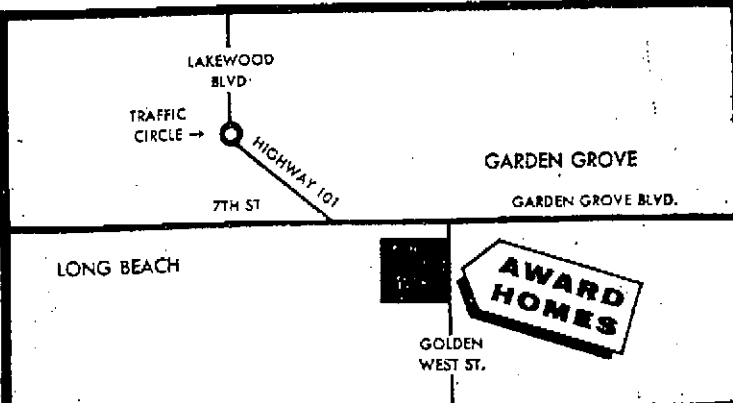 LAKEWOOD
BLVD.
TRAFFIC
CIRCLE →
HIGHWAY 101
GARDEN GROVE
7TH ST
GARDEN GROVE BLVD.
LONG BEACH
AWARD
HOMES
GOLDEN
WEST ST.